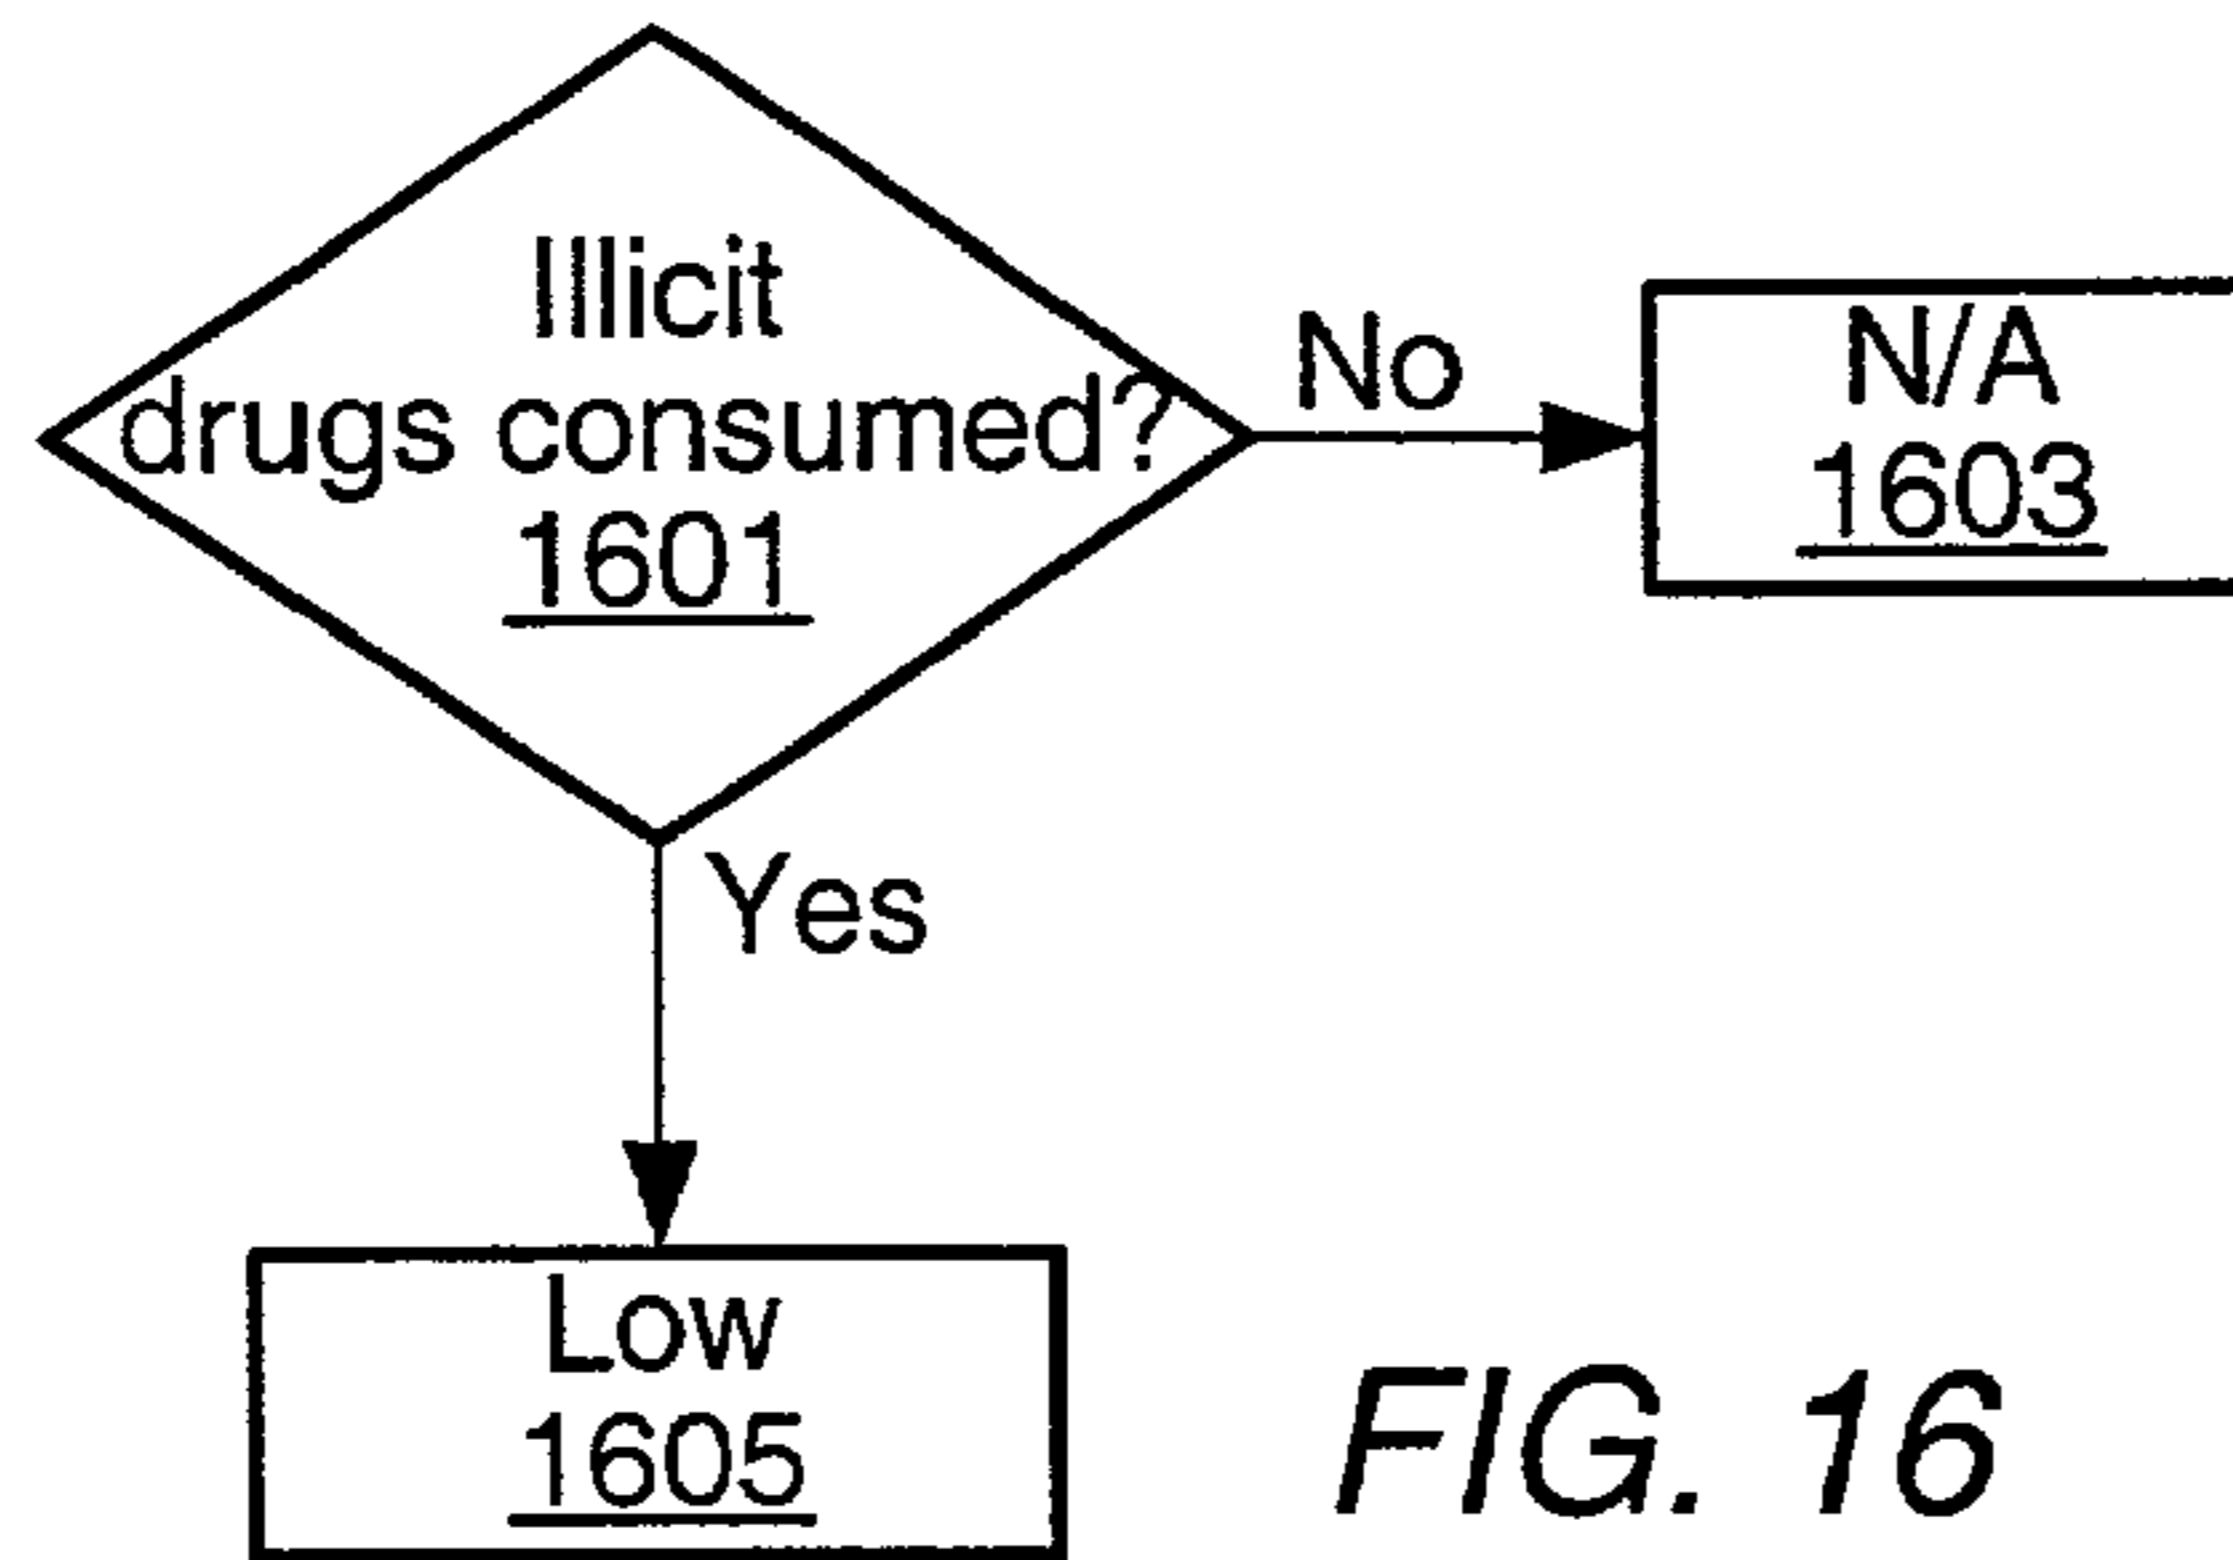 Illicit
drugs consumed?
1601
No
N/A
1603
Yes
Low
1605
FIG. 16